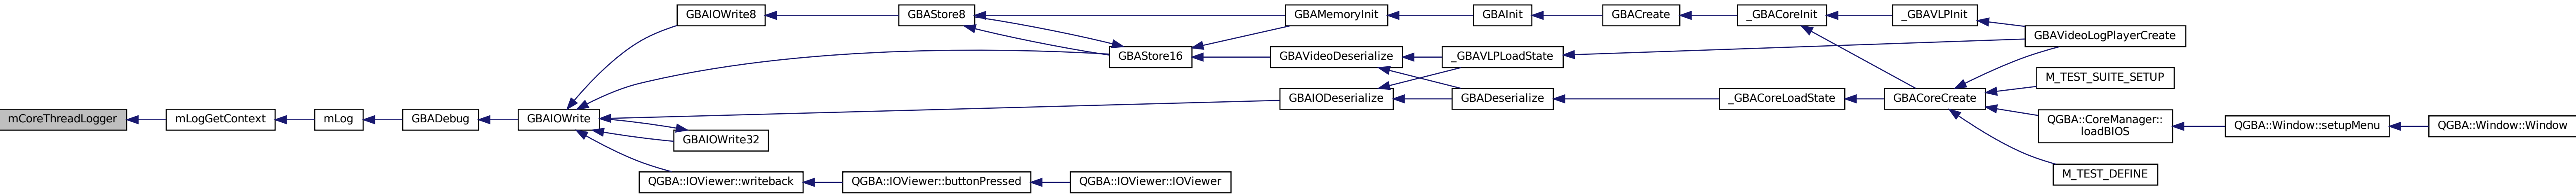 mCoreThreadLogger
mLogGetContext
mLog
GBADebug
GBAIOWrite
GBAIOWrite8
GBAStore8
GBAStore16
GBAMemoryInit
GBAInit
GBACreate
_GBACoreInit
_GBAVLPInit
GBAVideoLogPlayerCreate
GBAVideoDeserialize
_GBAVLPLoadState
GBAIODeserialize
GBADeserialize
_GBACoreLoadState
GBACoreCreate
M_TEST_SUITE_SETUP
QGBA::CoreManager::
loadBIOS
QGBA::Window::setupMenu
QGBA::Window::Window
M_TEST_DEFINE
GBAIOWrite32
QGBA::IOViewer::writeback
QGBA::IOViewer::buttonPressed
QGBA::IOViewer::IOViewer